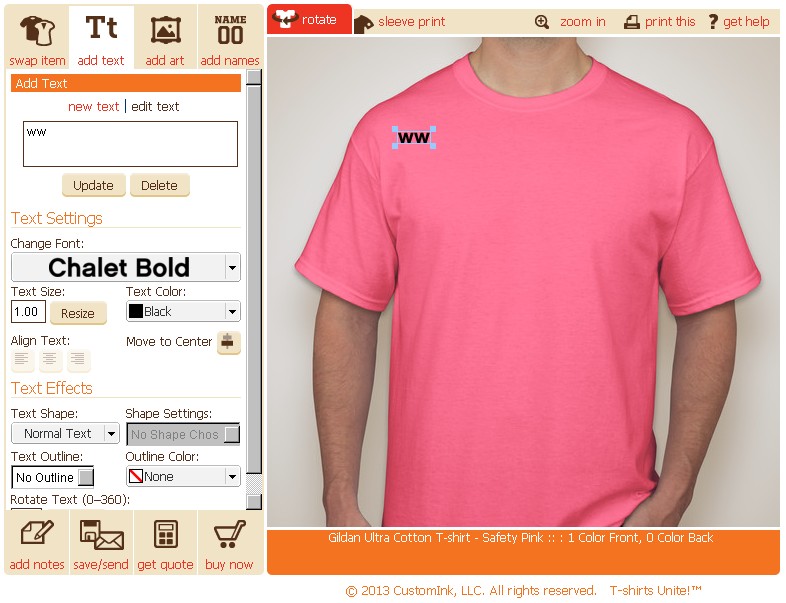 swap item
Tt
add text
add art
NAME
00
add names
rotate
sleeve print
zoom in
print this
? get help
Add Text
new text | edit text
ww
Update
Delete
Text Settings
Change Font:
Chalet Bold
Text Size:
Text Color:
1.00
Resize
Black
Align Text:
Move to Center
Text Effects
Text Shape:
Shape Settings:
Normal Text
No Shape Chos
Text Outline:
Outline Color:
No Outline
None
Rotate Text (0–360):
ww
add notes
save/send
get quote
buy now
Gildan Ultra Cotton T-shirt - Safety Pink :: : 1 Color Front, 0 Color Back
© 2013 CustomInk, LLC. All rights reserved. T-shirts Unite!™